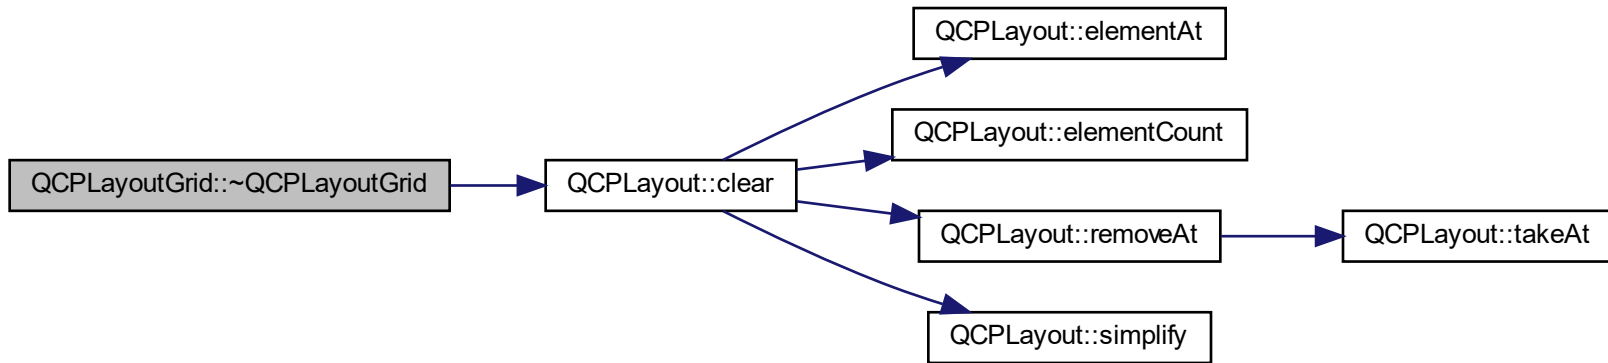 QCPLayoutGrid::~QCPLayoutGrid
QCPLayout::clear
QCPLayout::elementAt
QCPLayout::elementCount
QCPLayout::removeAt
QCPLayout::takeAt
QCPLayout::simplify